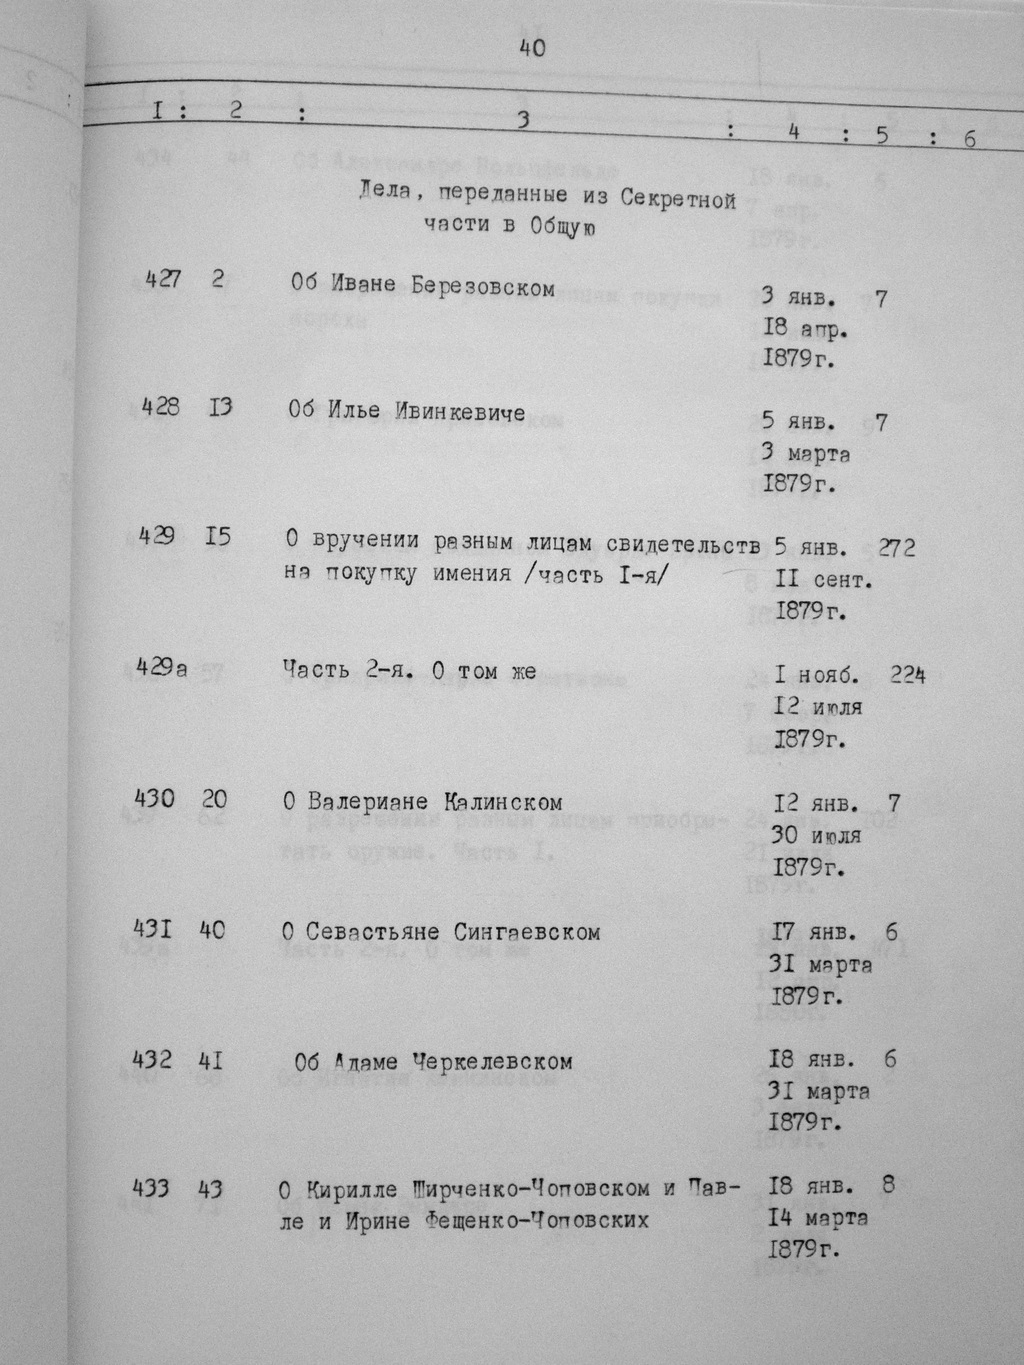 40
I : 2 : 3 : 4 : 5 : 6
Дела, переданные из Секретной
части в Общую
427 2 Об Иване Березовском 3 янв. 7
18 апр.
1879г.
428 13 Об Илье Ивинкевиче 5 янв. 7
3 марта
1879г.
429 15 О вручении разным лицам свидетельств 5 янв. 272
на покупку имения /часть I-я/ II сент.
1879г.
429а Часть 2-я. О том же I нояб. 224
12 июля
1879г.
430 20 О Валериане Калинском 12 янв. 7
30 июля
1879г.
431 40 О Севастьяне Сингаевском 17 янв. 6
31 марта
1879г.
432 41 Об Адаме Черкелевском 18 янв. 6
31 марта
1879г.
433 43 О Кирилле Ширченко-Чоповском и Пав- 18 янв. 8
ле и Ирине Фещенко-Чоповских 14 марта
1879г.